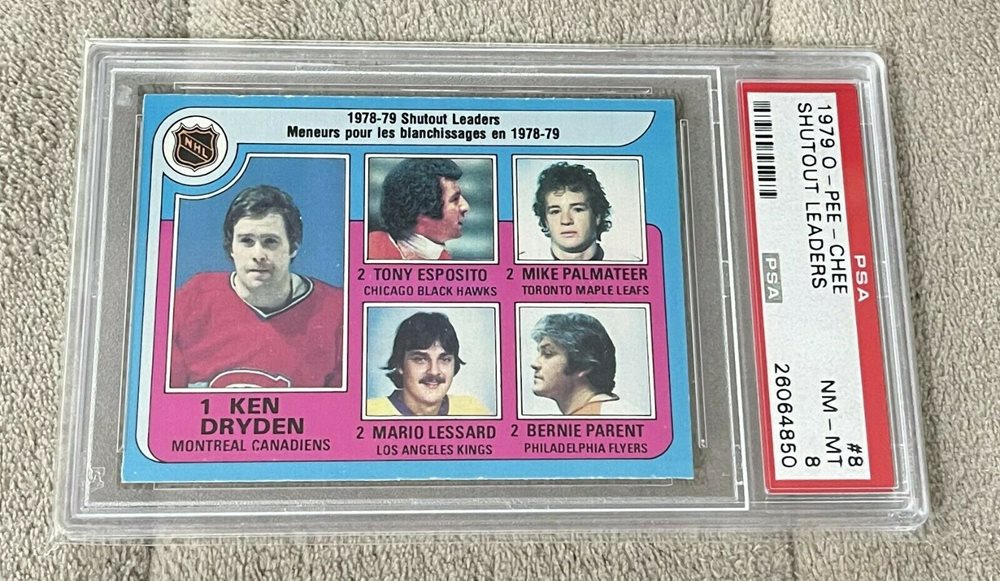 1978-79 Shutout Leaders
Meneurs pour les blanchissages en 1978-79
NHL
2 TONY ESPOSITO
CHICAGO BLACK HAWKS
2 MIKE PALMATEER
TORONTO MAPLE LEAFS
1 KEN
DRYDEN
MONTREAL CANADIENS
2 MARIO LESSARD
LOS ANGELES KINGS
2 BERNIE PARENT
PHILADELPHIA FLYERS
PSA
1979 O-PEE-CHEE #8
SHUTOUT LEADERS NM-MT 8
PSA 26064850